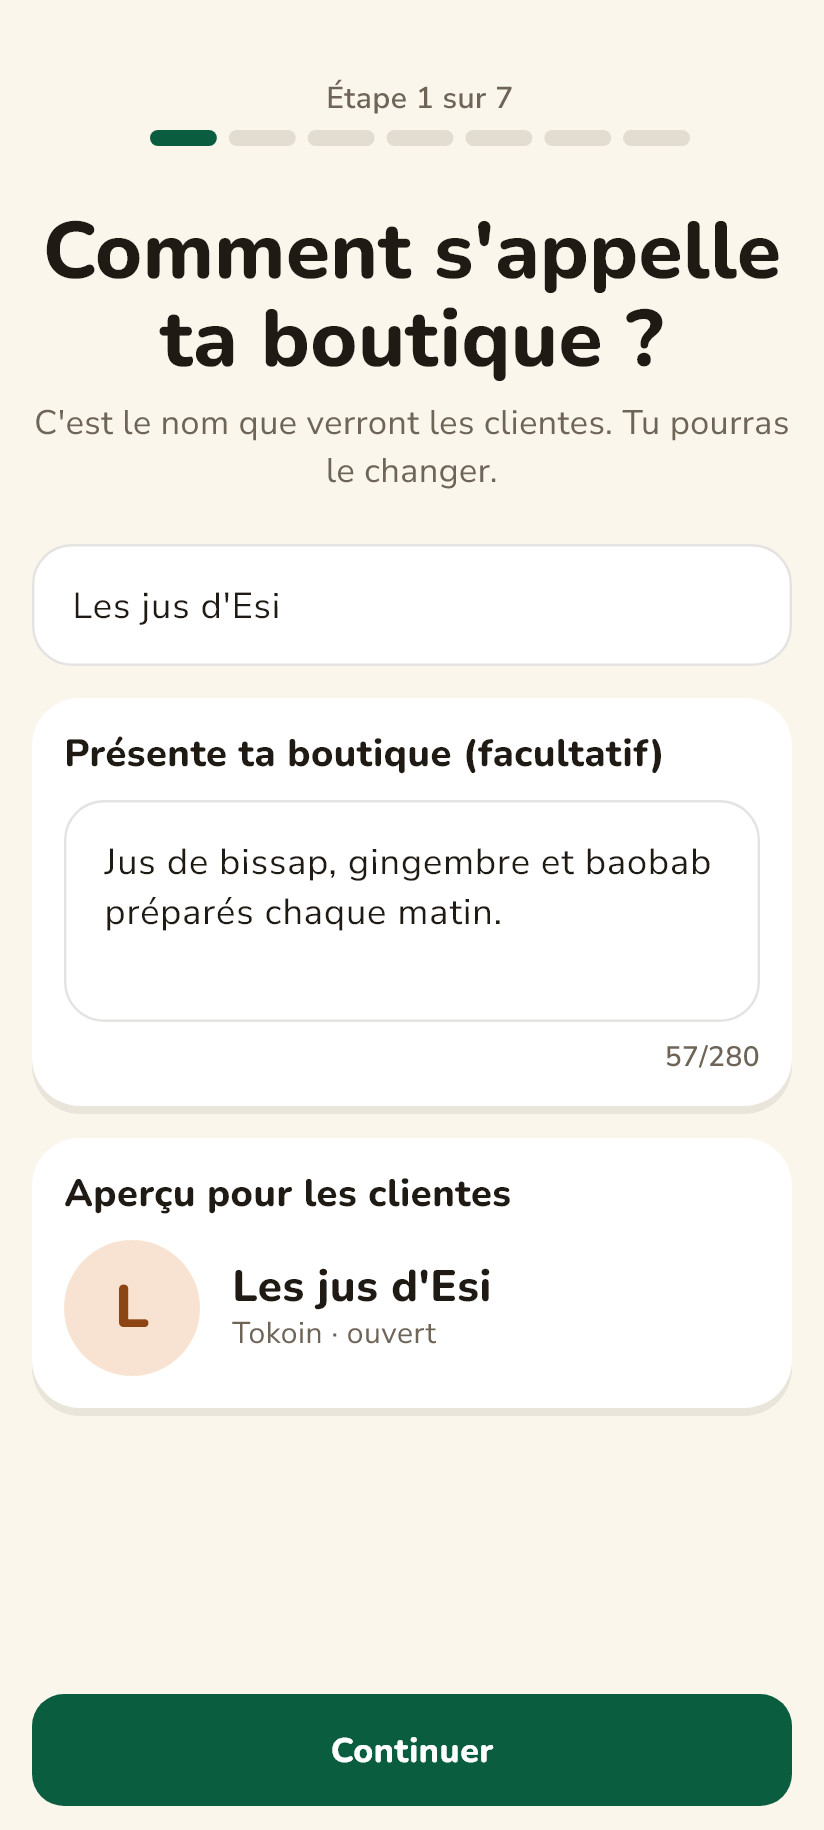 Étape 1 sur 7
Comment s'appelle
ta boutique ?
C'est le nom que verront les clientes. Tu pourras
le changer.
Les jus d'Esi
Présente ta boutique (facultatif)
Jus de bissap, gingembre et baobab
préparés chaque matin.
57/280
Aperçu pour les clientes
L
Les jus d'Esi
Tokoin · ouvert
Continuer